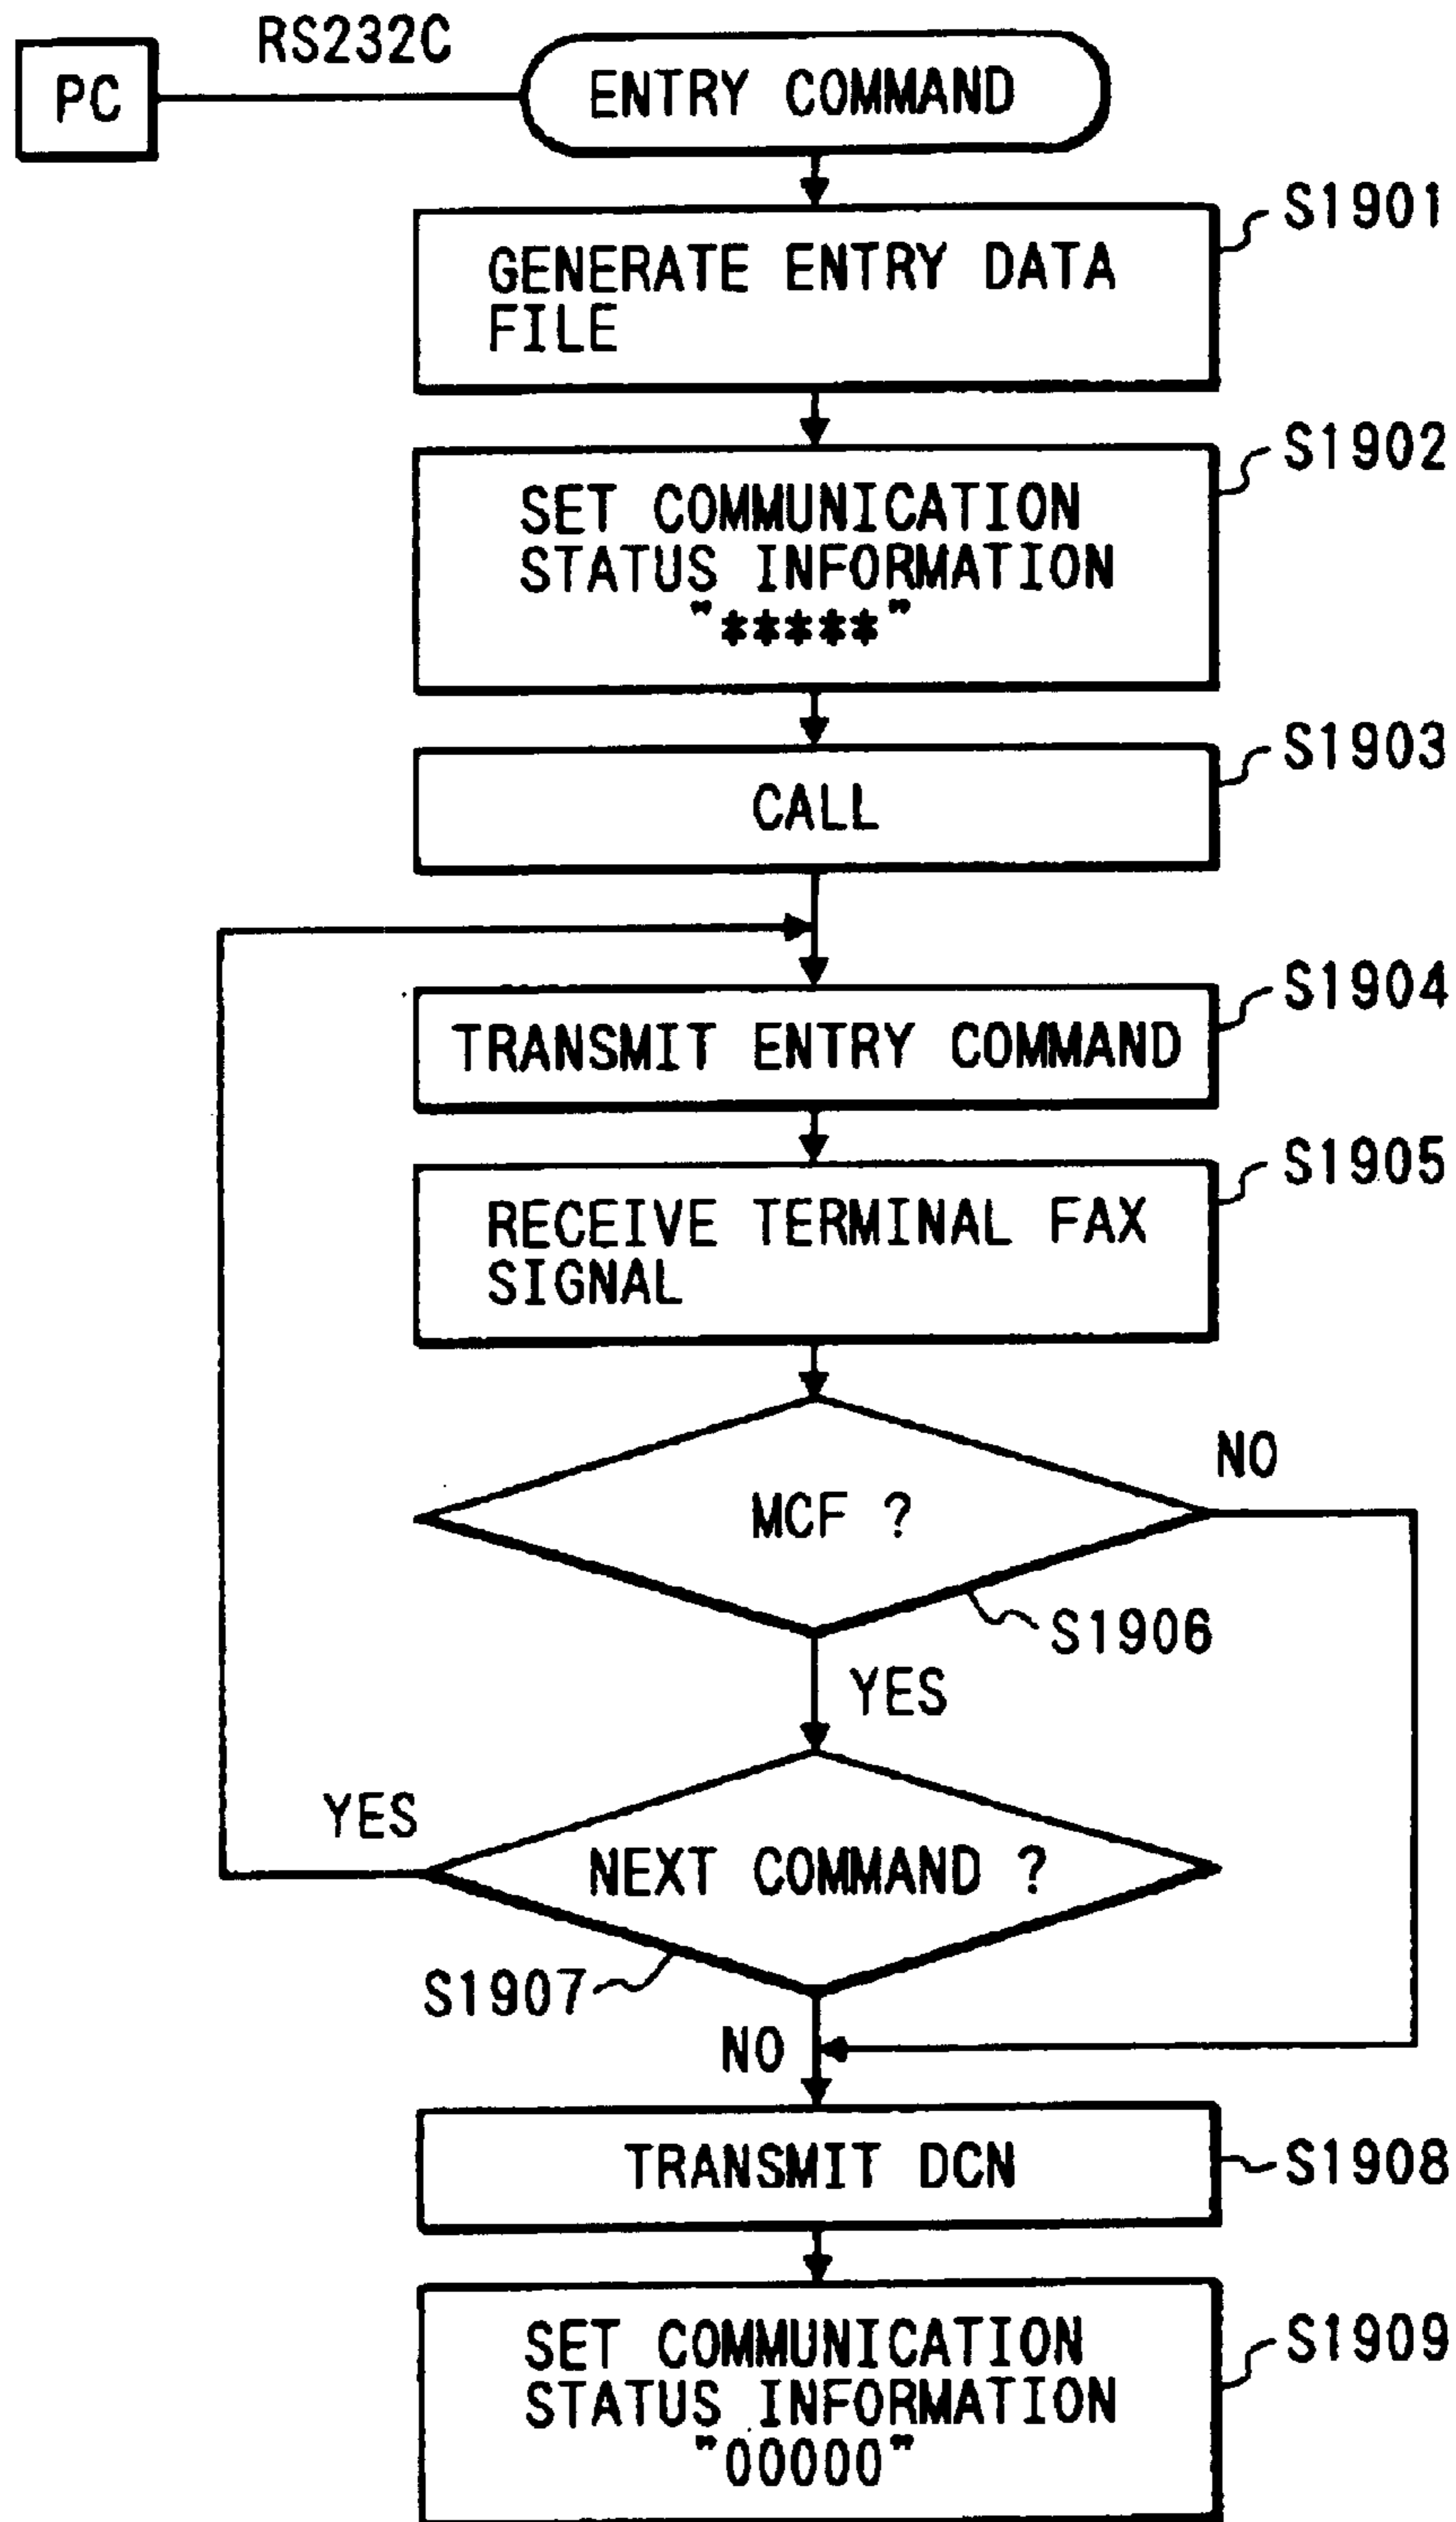 RS232C
PC
ENTRY COMMAND
S1901
GENERATE ENTRY DATA
FILE
S1902
SET COMMUNICATION
STATUS INFORMATION
"*****"
S1903
CALL
S1904
TRANSMIT ENTRY COMMAND
S1905
RECEIVE TERMINAL FAX
SIGNAL
NO
MCF ?
S1906
YES
YES
NEXT COMMAND ?
S1907
NO
TRANSMIT DCN
S1908
SET COMMUNICATION
S1909
STATUS INFORMATION
"00000"